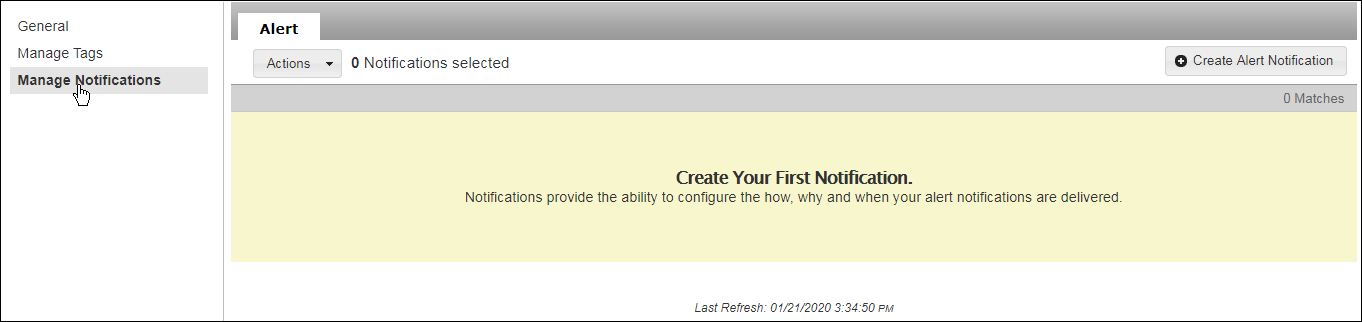 General
Manage Tags
Manage Notifications
Alert
Actions
0 Notifications selected
Create Alert Notification
0 Matches
Create Your First Notification.
Notifications provide the ability to configure the how, why and when your alert notifications are delivered.
Last Refresh: 01/21/2020 3:34:50 PM